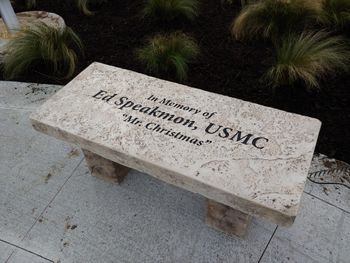 In Memory of
Ed Speakmon, USMC
"Mr. Christmas"